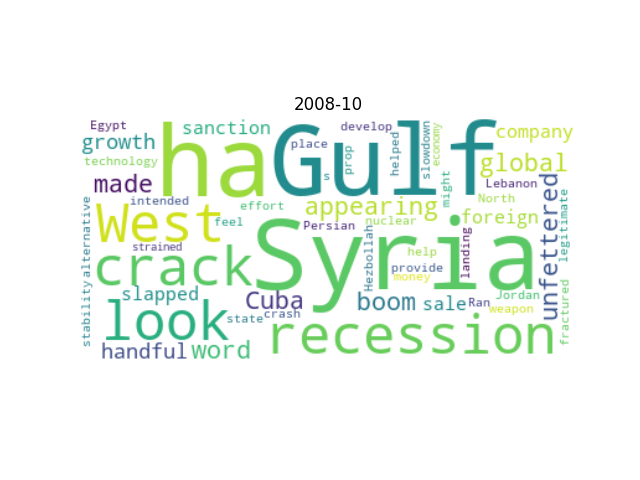 2008-10
Egypt
sanction
ha
Gulf
place
develop
prop
helped
slowdown
economy
company
growth
technology
made
global
Lebanon
s
might
North
intended
effort
appearing
foreign
West
feel
Persian
nuclear
landing
unfettered
legitimate
alternative
stability
strained
crack
Syria
Hezbollah
help
provide
money
slapped
Cuba
boom
sale
Ran
Jordan
weapon
fractured
look
state
crash
recession
handful
word